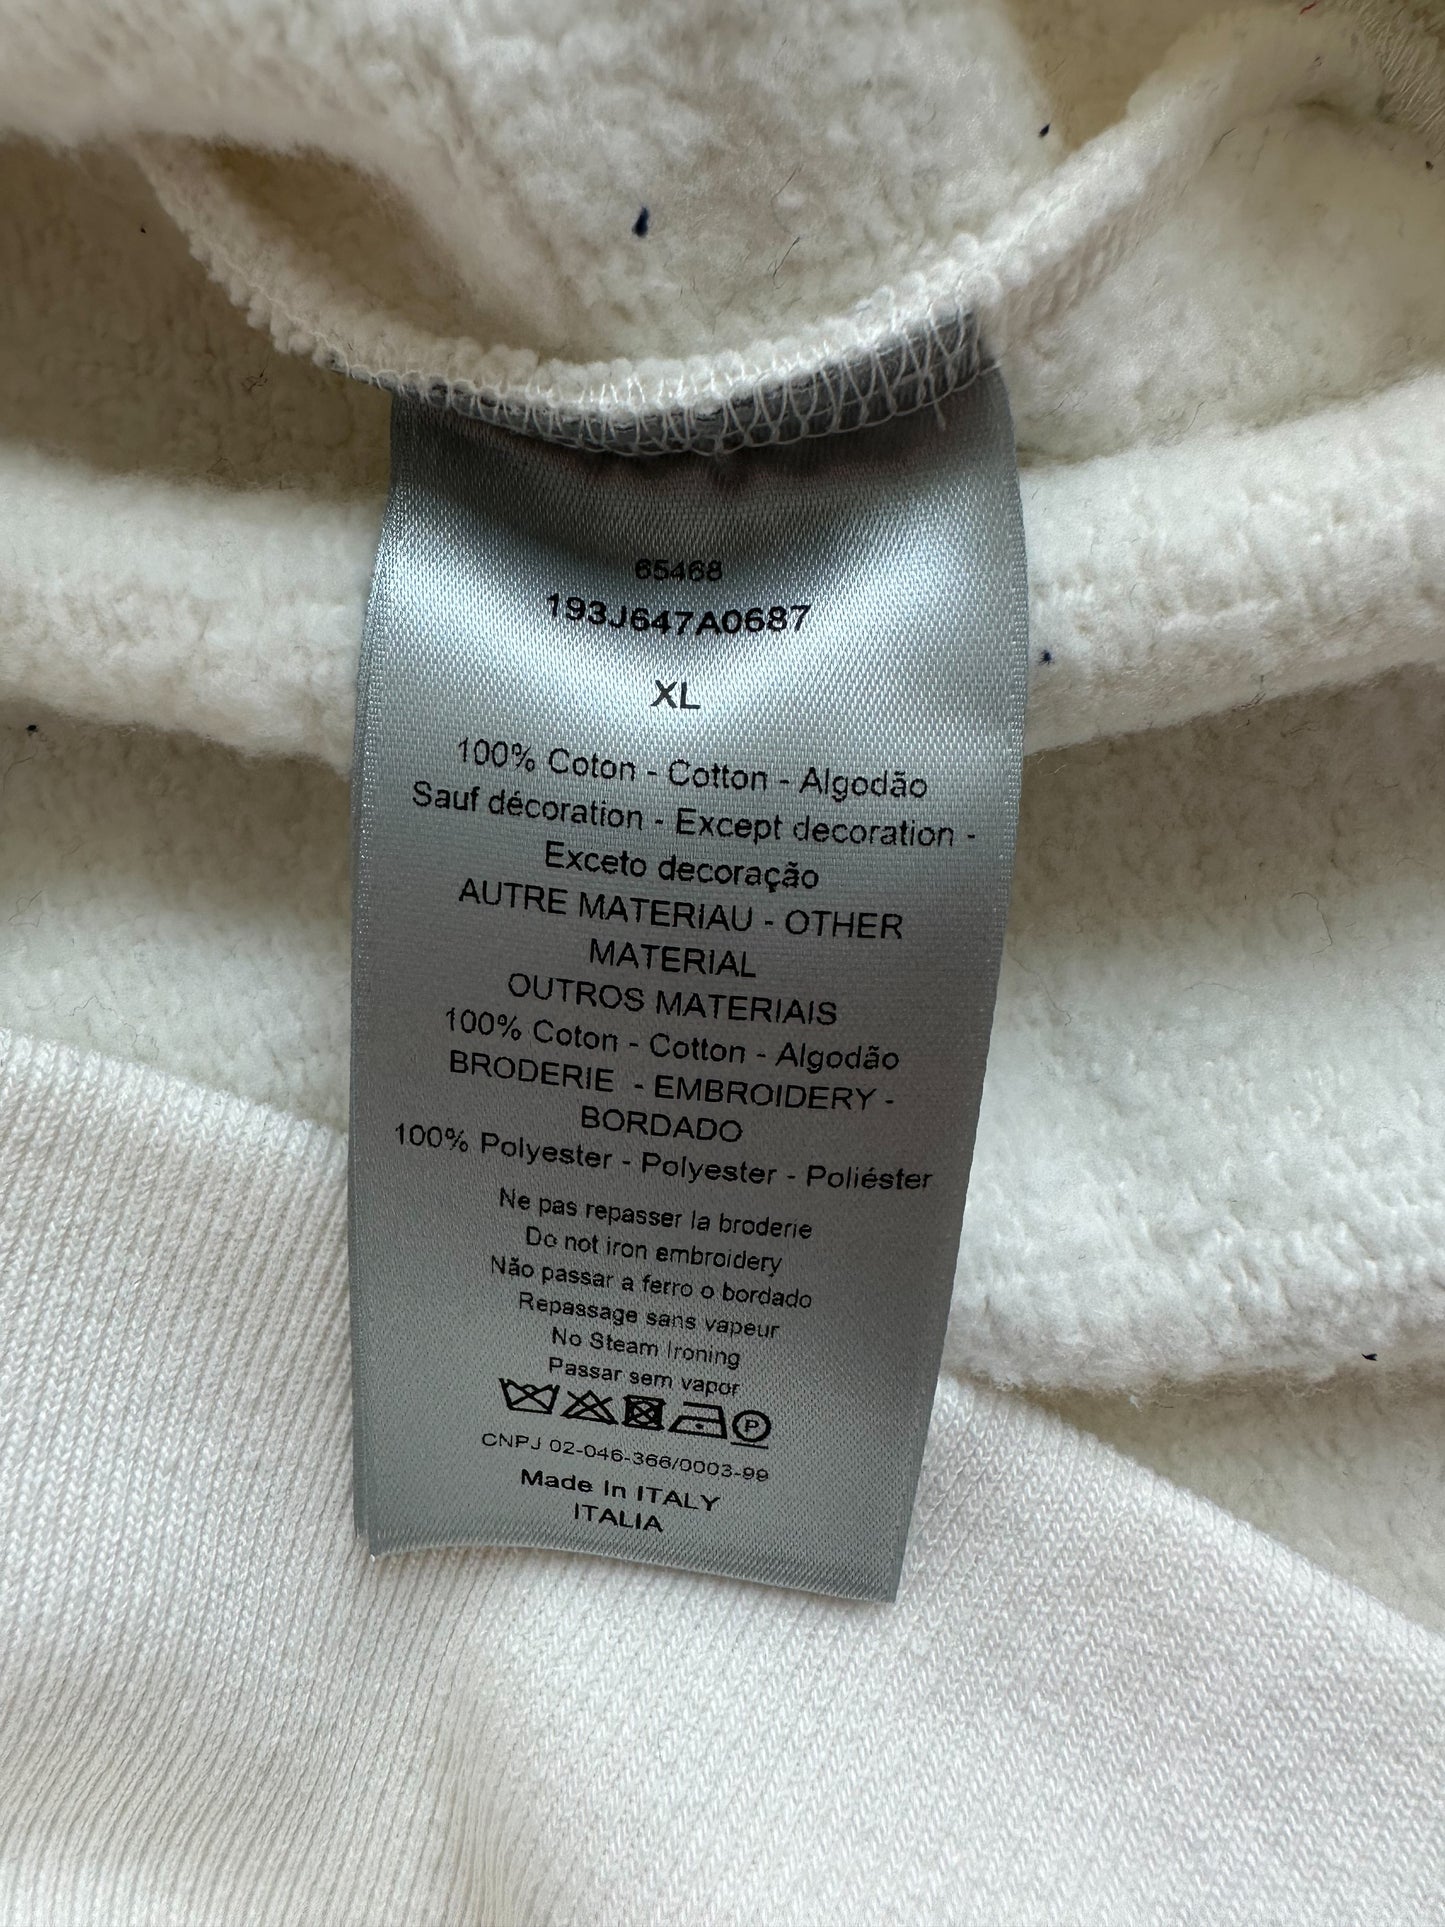 65468
193J647A0687
XL
100% Coton - Cotton - Algodão
Sauf décoration - Except decoration -
Exceto decoração
AUTRE MATERIAU - OTHER
MATERIAL
OUTROS MATERIAIS
100% Coton - Cotton - Algodão
BRODERIE - EMBROIDERY -
BORDADO
100% Polyester - Polyester - Poliéster
Ne pas repasser la broderie
Do not iron embroidery
Não passar a ferro o bordado
Repassage sans vapeur
No Steam Ironing
Passar sem vapor
P
CNPJ 02-046-366/0003-99
Made In ITALY
ITALIA